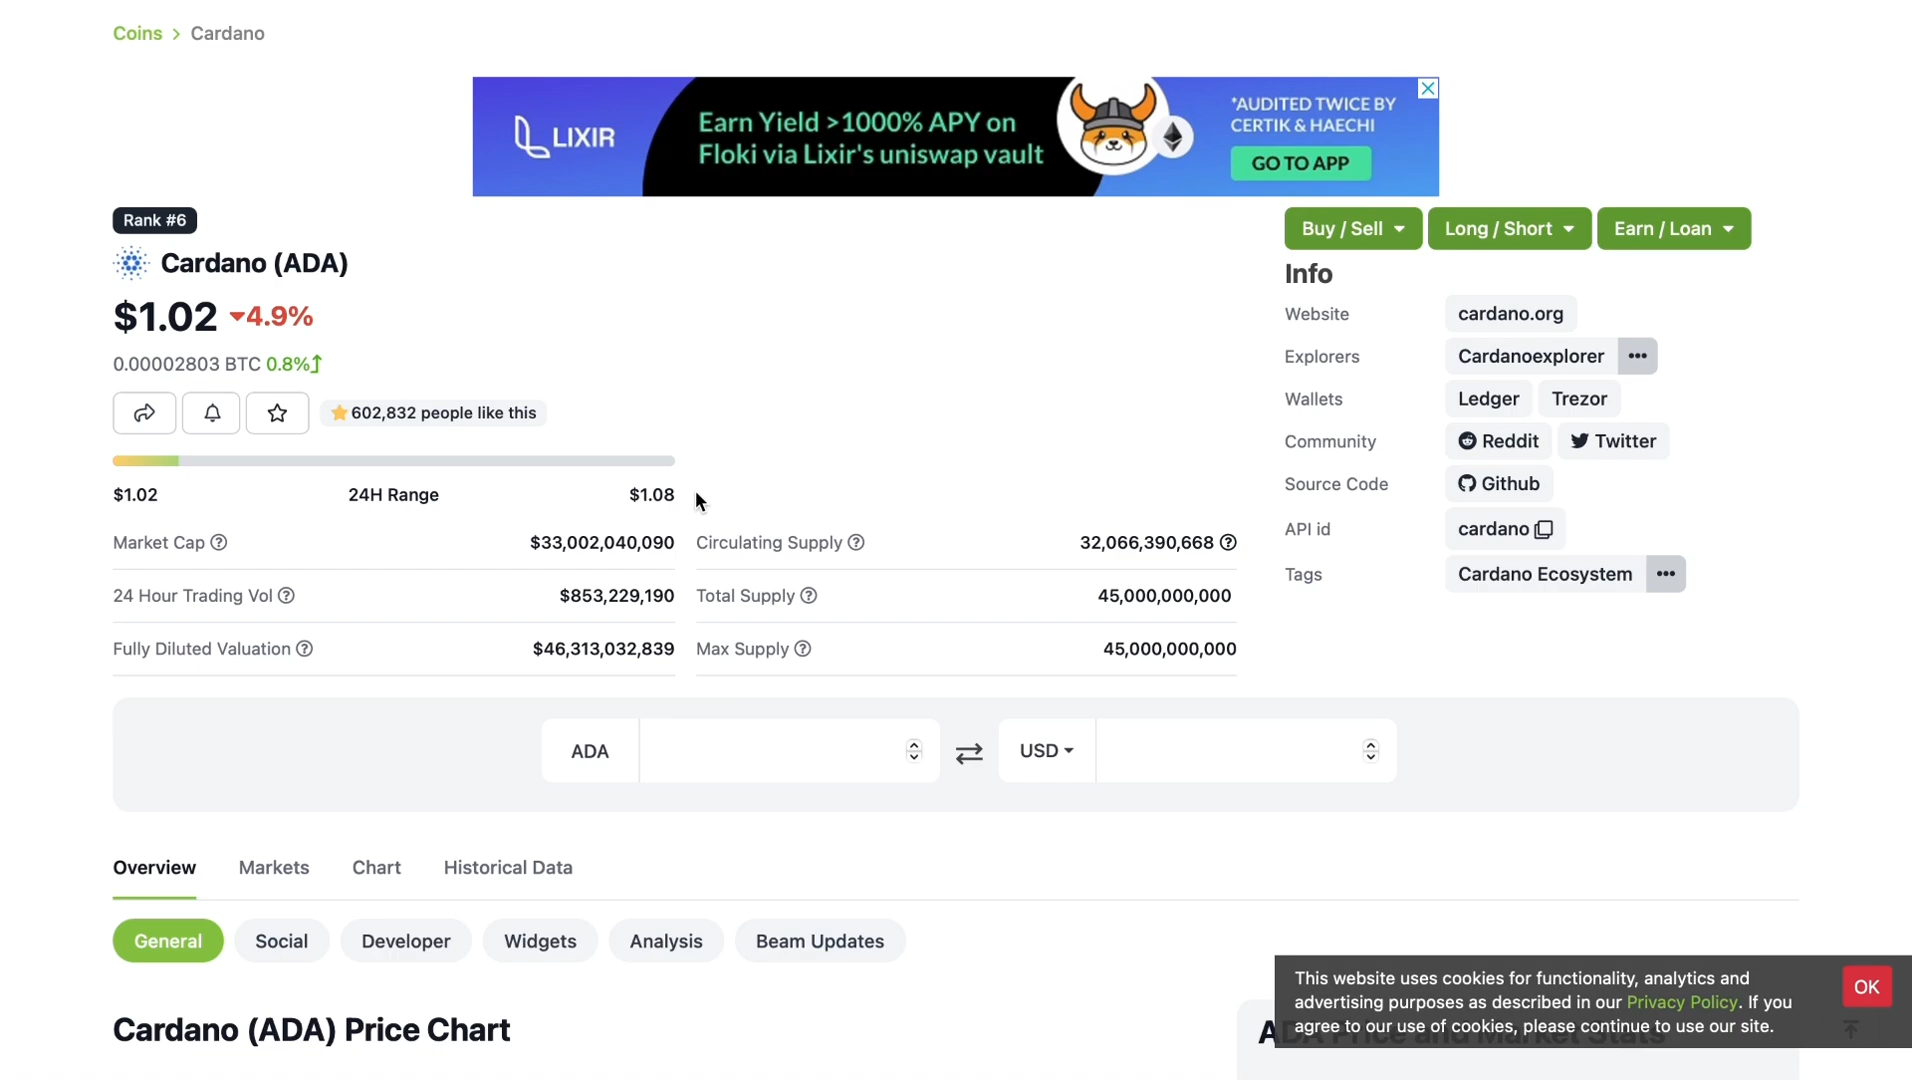 Coins > Cardano
LIXIR
Earn Yield >1000% APY on
Floki via Lixir's uniswap vault
*AUDITED TWICE BY
CERTIK & HAECHI
GO TO APP
Rank #6
Cardano (ADA)
$1.02 4.9%
0.00002803 BTC 0.8%
602,832 people like this
$1.02 24H Range $1.08
Market Cap $33,002,040,090
24 Hour Trading Vol $853,229,190
Fully Diluted Valuation $46,313,032,839
Circulating Supply 32,066,390,668
Total Supply 45,000,000,000
Max Supply 45,000,000,000
Buy / Sell Long / Short Earn / Loan
Info
Website cardano.org
Explorers Cardanoexplorer
Wallets Ledger Trezor
Community Reddit Twitter
Source Code Github
API id cardano
Tags Cardano Ecosystem
ADA USD
Overview Markets Chart Historical Data
General Social Developer Widgets Analysis Beam Updates
Cardano (ADA) Price Chart
ADA Price and Market Stats
This website uses cookies for functionality, analytics and
advertising purposes as described in our Privacy Policy. If you
agree to our use of cookies, please continue to use our site.
OK